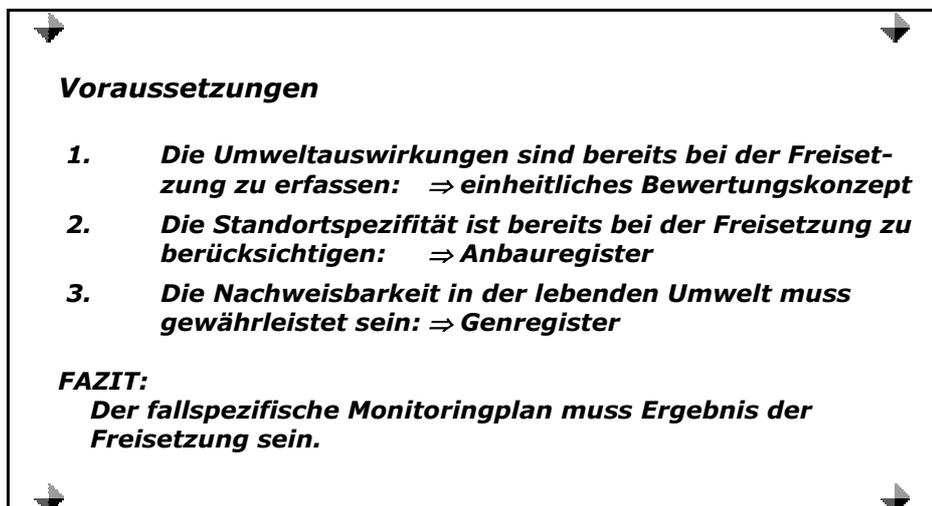 Voraussetzungen
1. Die Umweltauswirkungen sind bereits bei der Freiset-
zung zu erfassen: ⇒ einheitliches Bewertungskonzept
2. Die Standortspezifität ist bereits bei der Freisetzung zu
berücksichtigen: ⇒ Anbauregister
3. Die Nachweisbarkeit in der lebenden Umwelt muss
gewährleistet sein: ⇒ Genregister
FAZIT:
Der fallspezifische Monitoringplan muss Ergebnis der
Freisetzung sein.